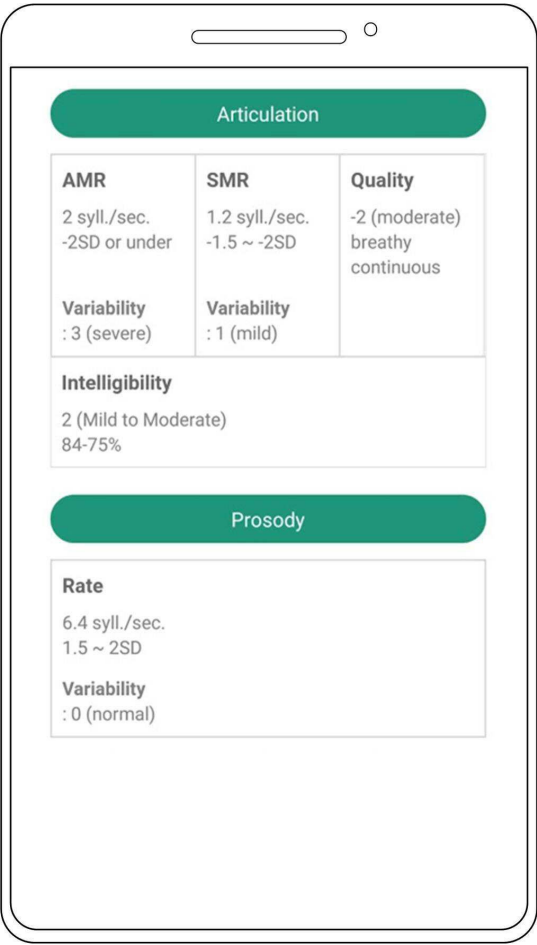 Articulation
AMR
2 syll./sec.
-2SD or under
Variability
: 3 (severe)
SMR
1.2 syll./sec.
-1.5 ~ -2SD
Variability
: 1 (mild)
Quality
-2 (moderate)
breathy
continuous
Intelligibility
2 (Mild to Moderate)
84-75%
Prosody
Rate
6.4 syll./sec.
1.5 ~ 2SD
Variability
: 0 (normal)